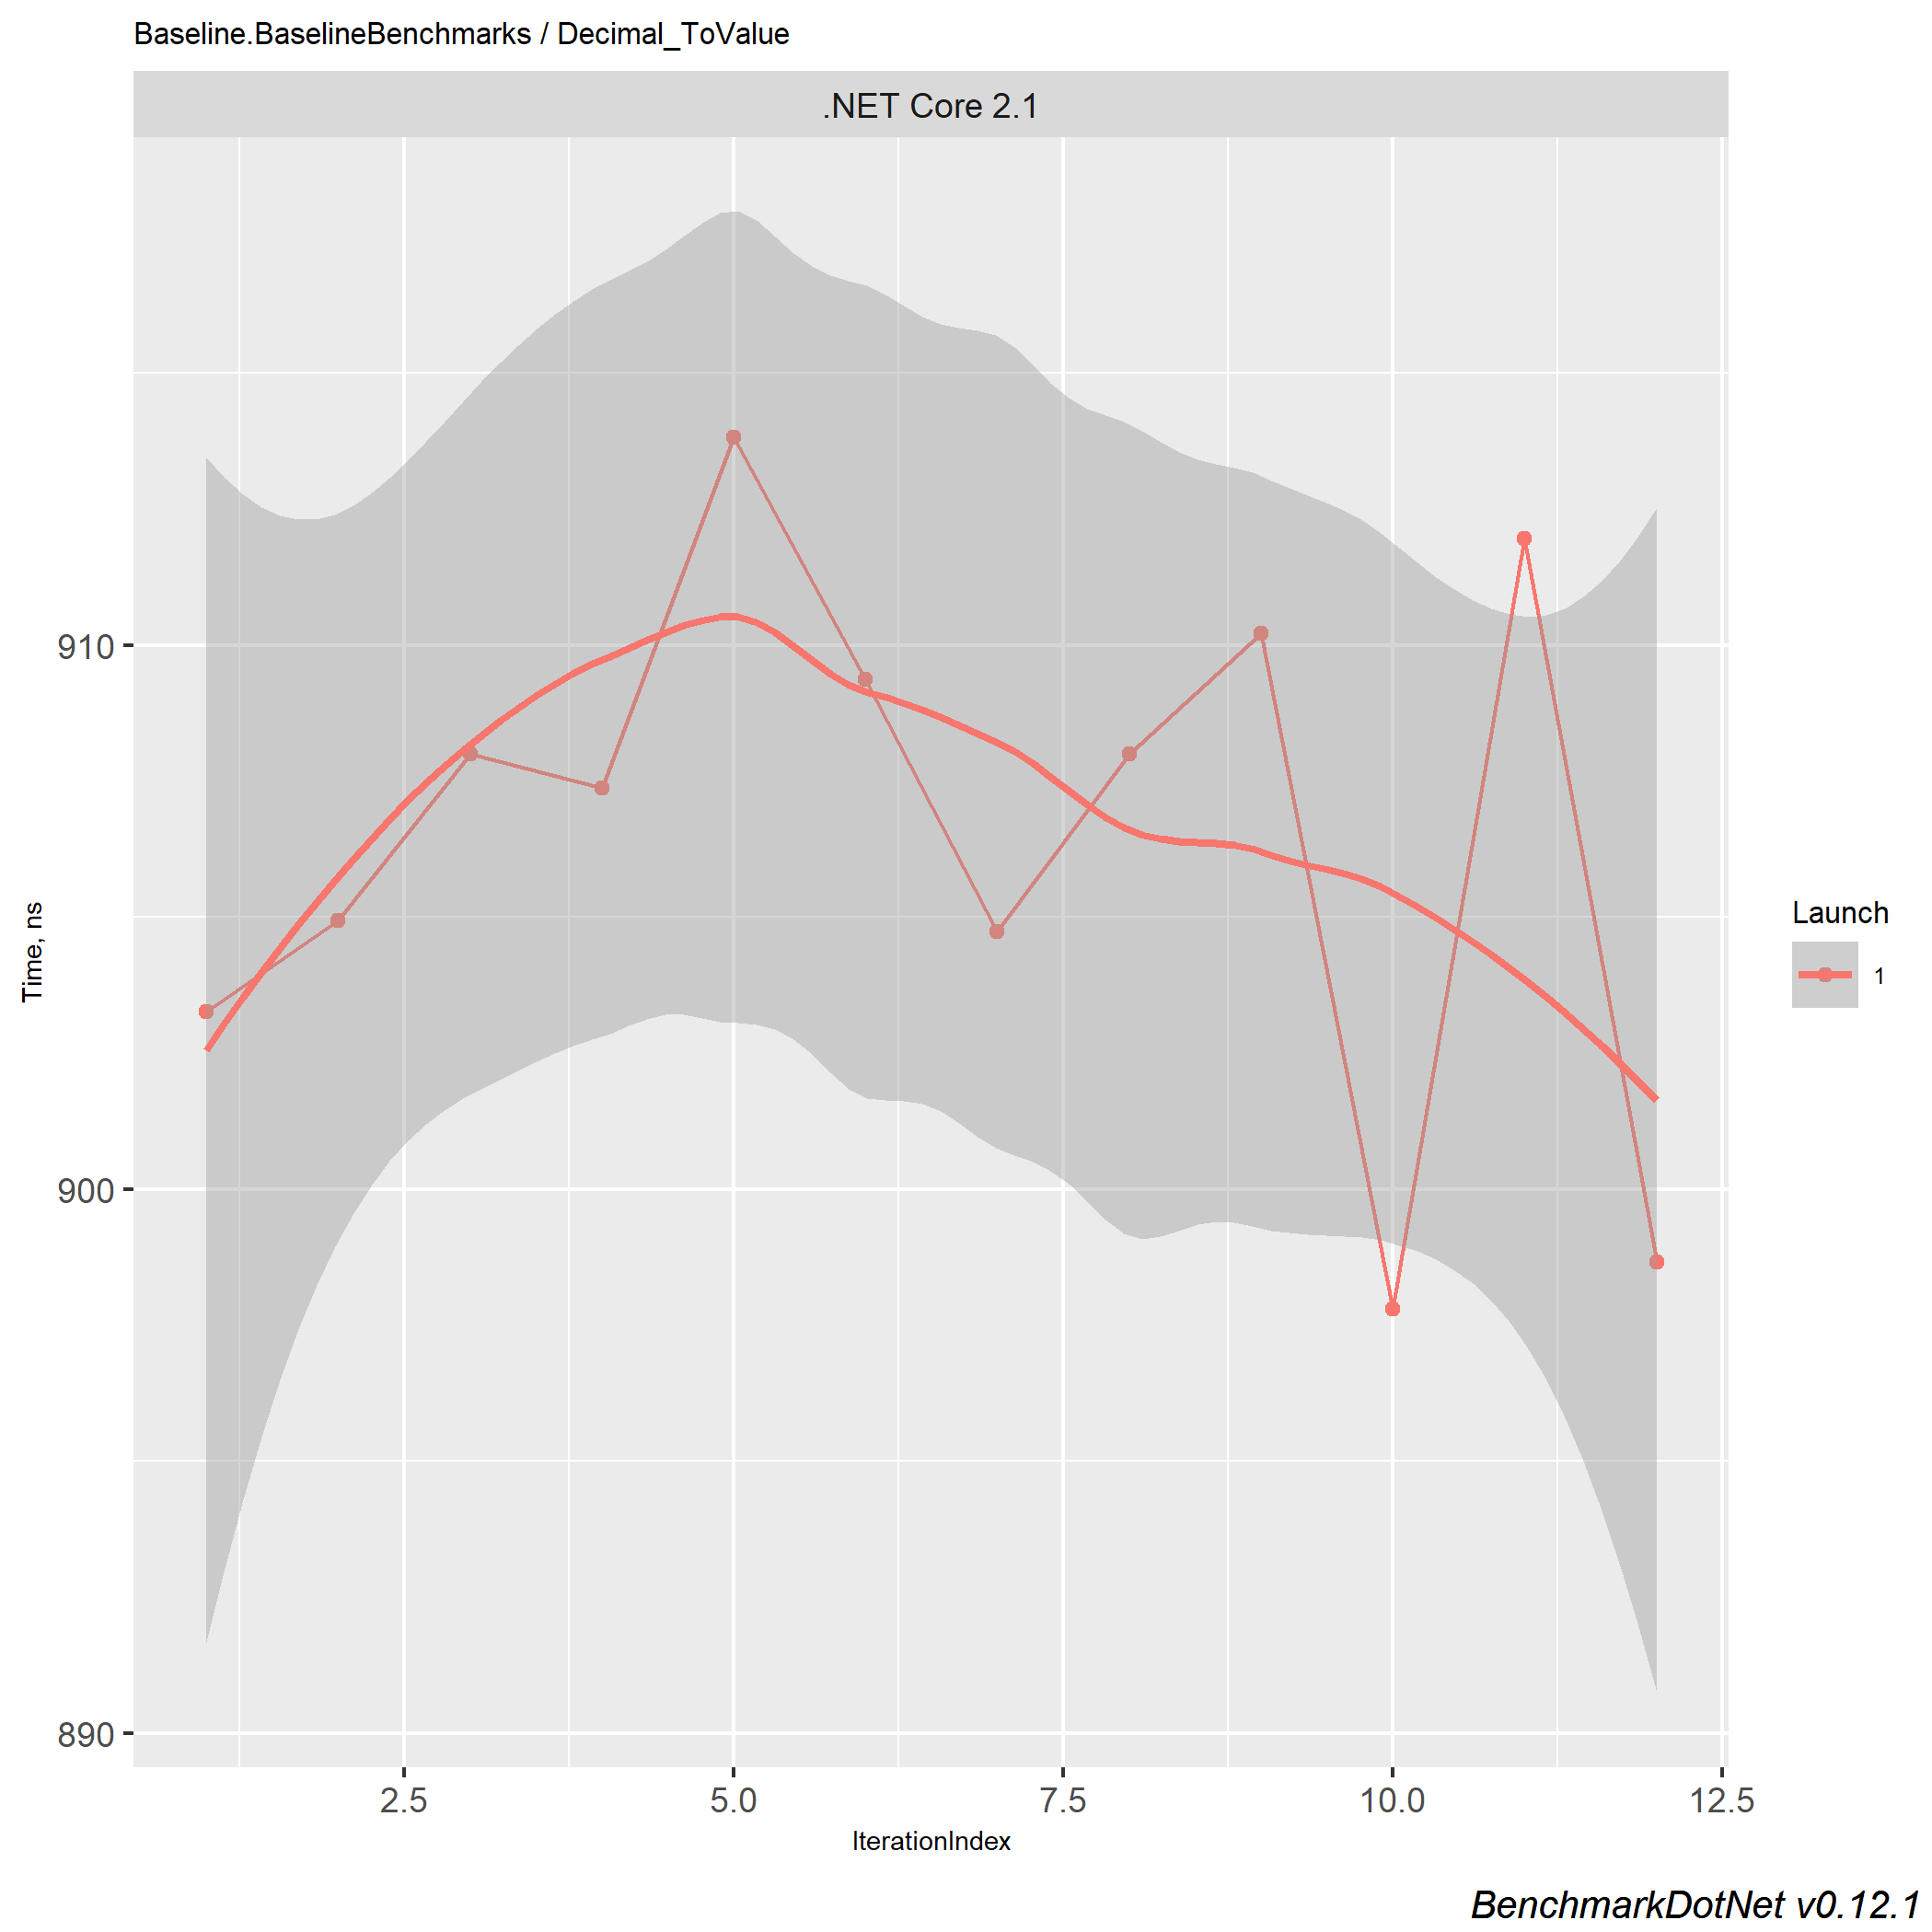 Baseline.BaselineBenchmarks / Decimal_ToValue
.NET Core 2.1
910
900
890
Time, ns
2.5 5.0 7.5 10.0 12.5
IterationIndex
Launch
1
BenchmarkDotNet v0.12.1